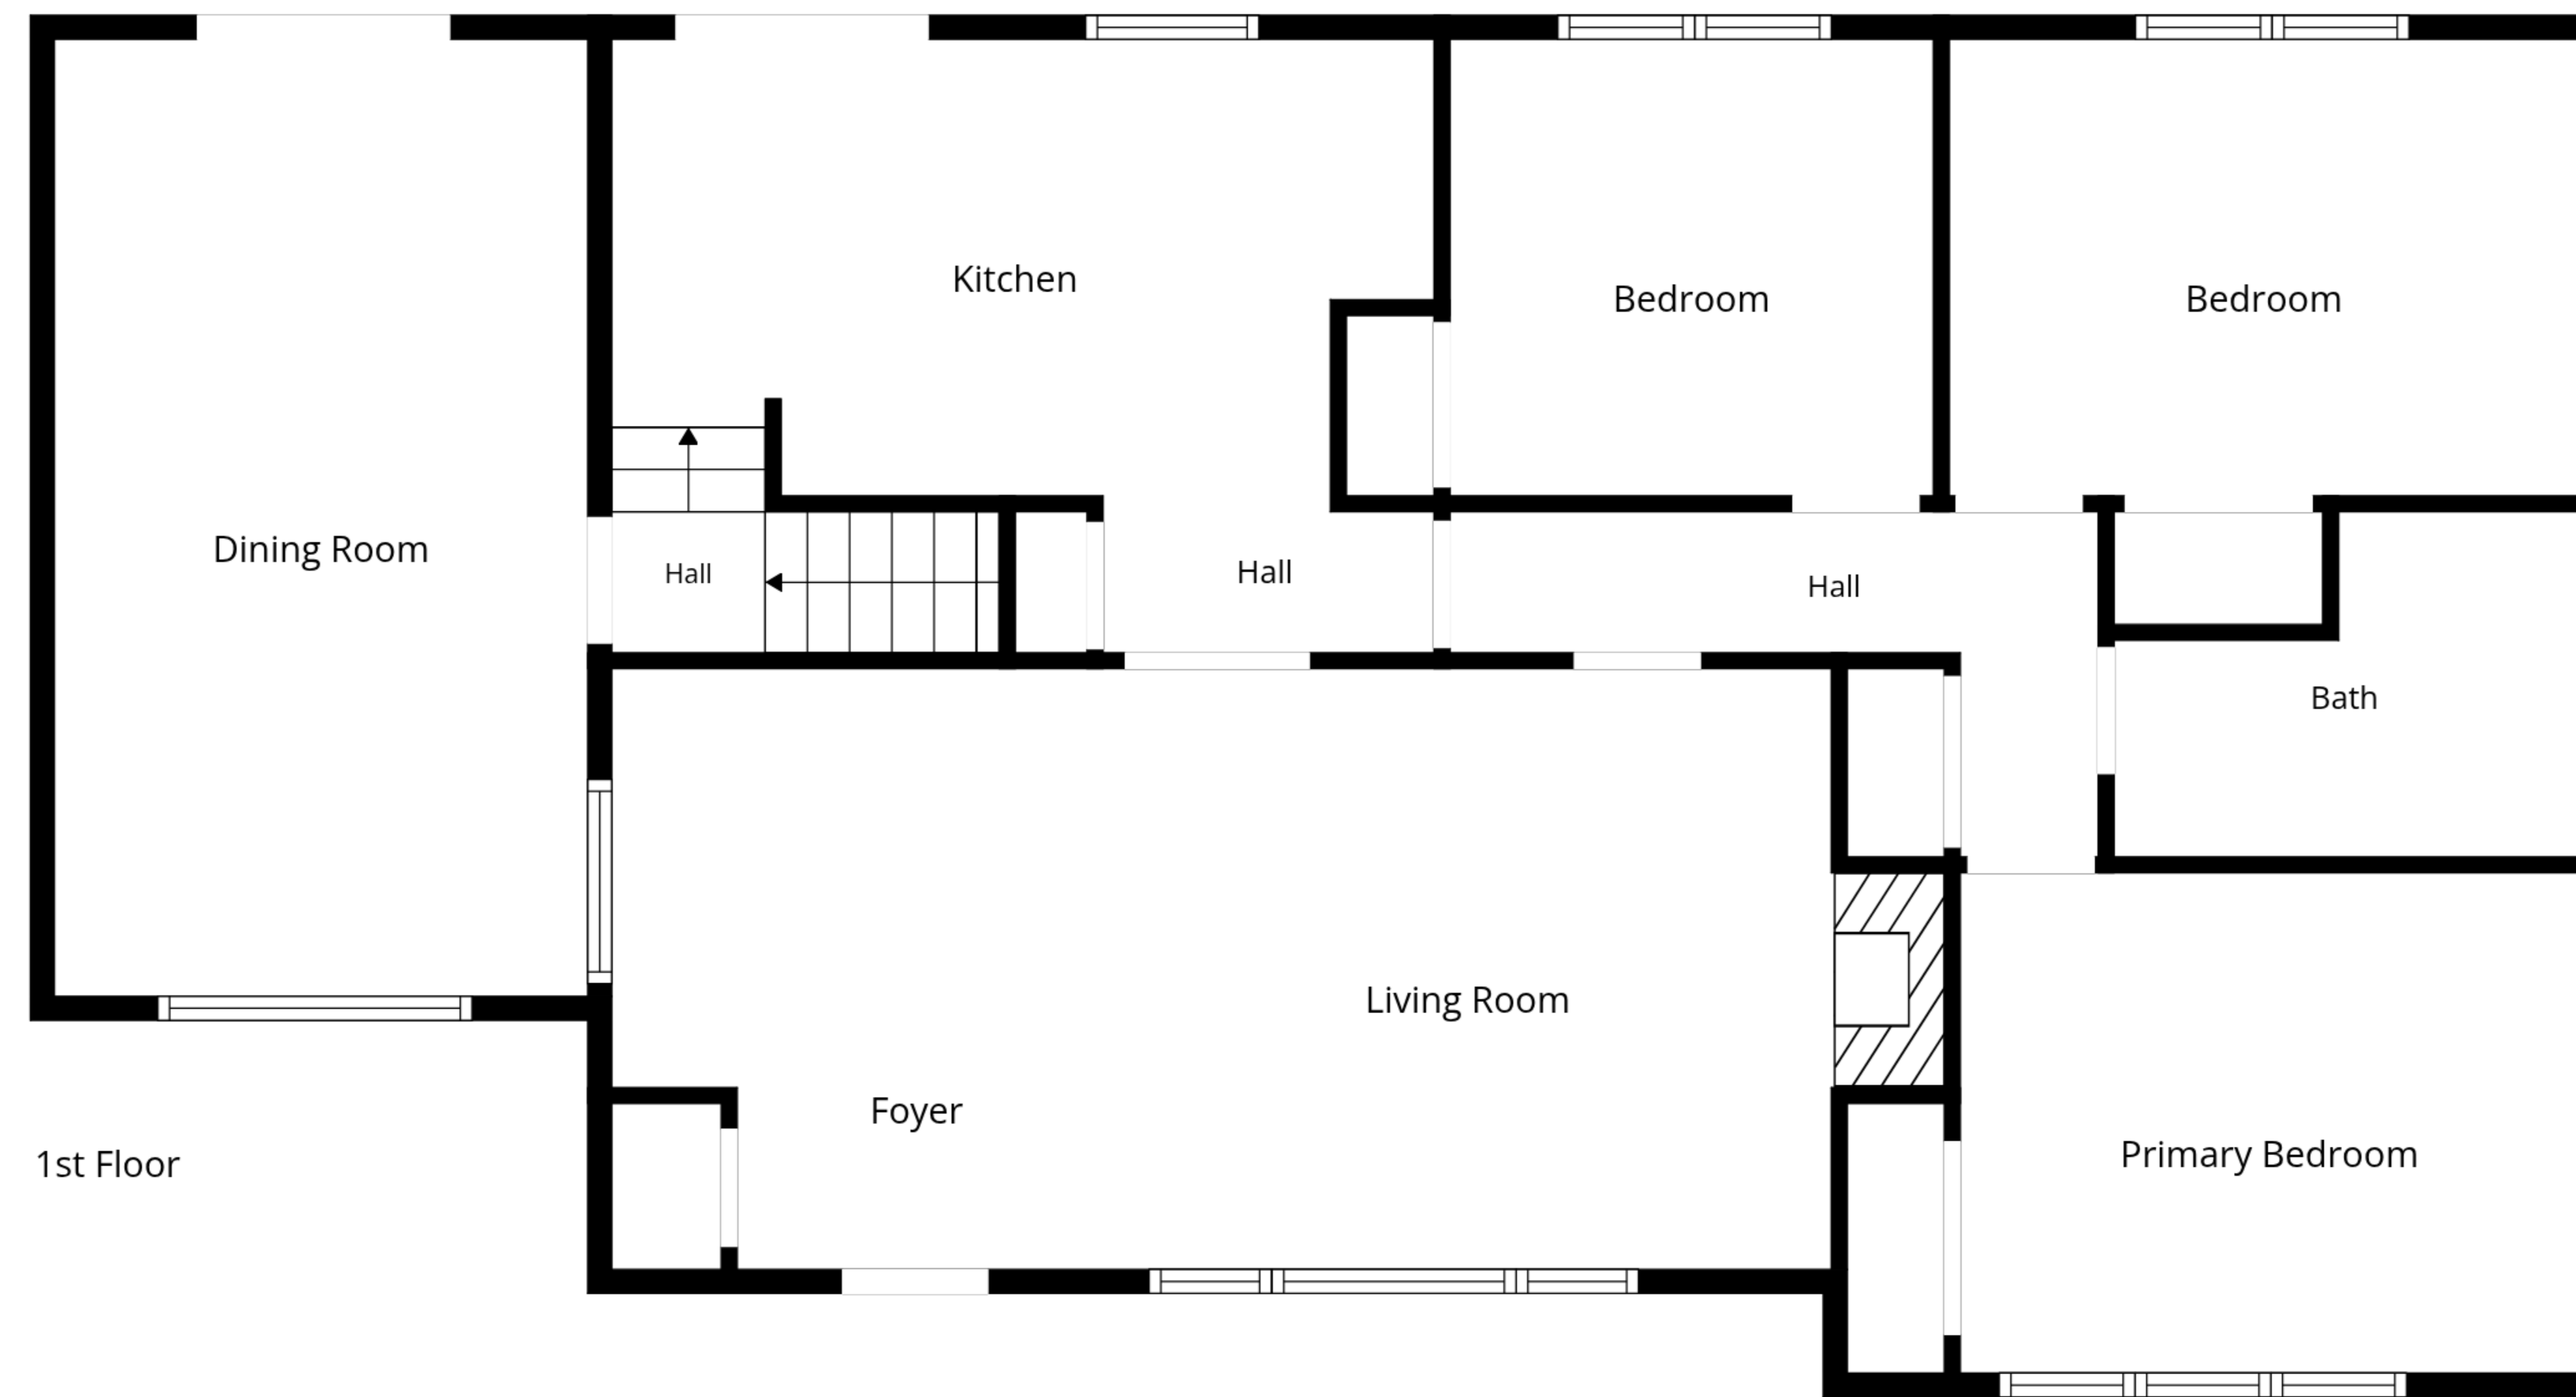 Kitchen
Bedroom
Bedroom
Dining Room
Hall
Hall
Hall
Bath
Living Room
Foyer
Primary Bedroom
1st Floor